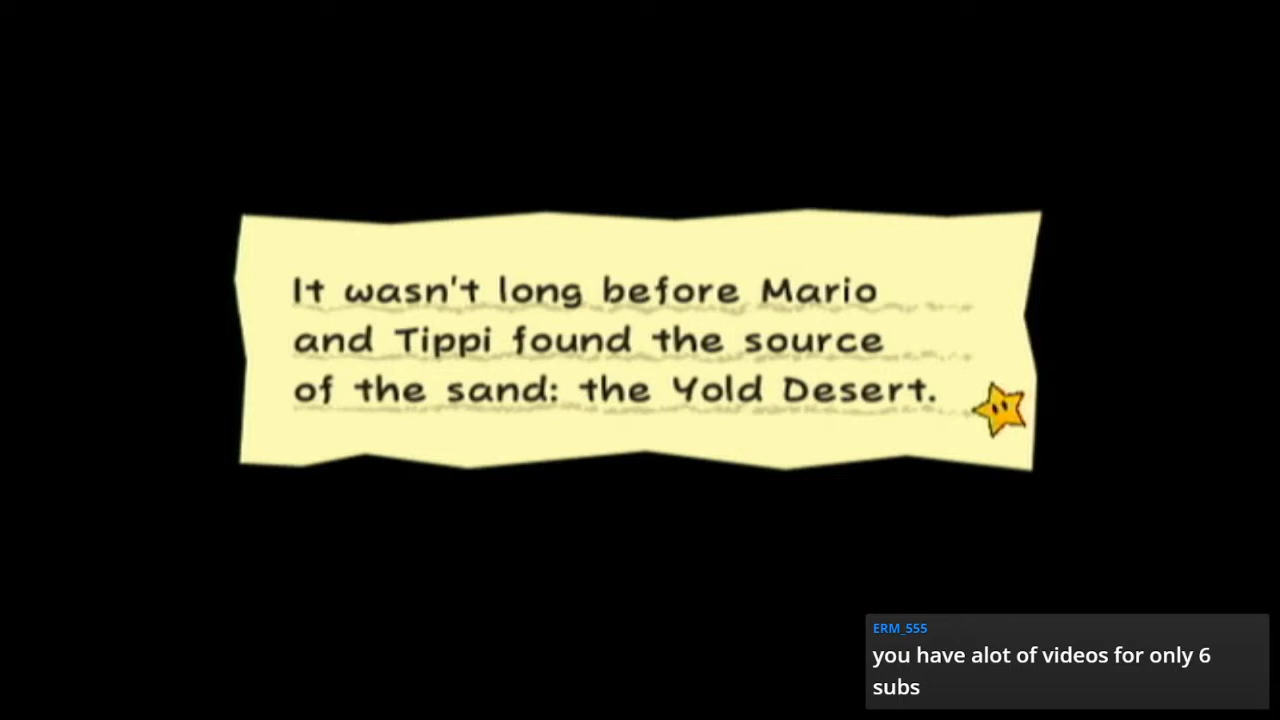 It wasn't long before Mario
and Tippi found the source
of the sand: the Yold Desert.
ERM_555
you have alot of videos for only 6
subs